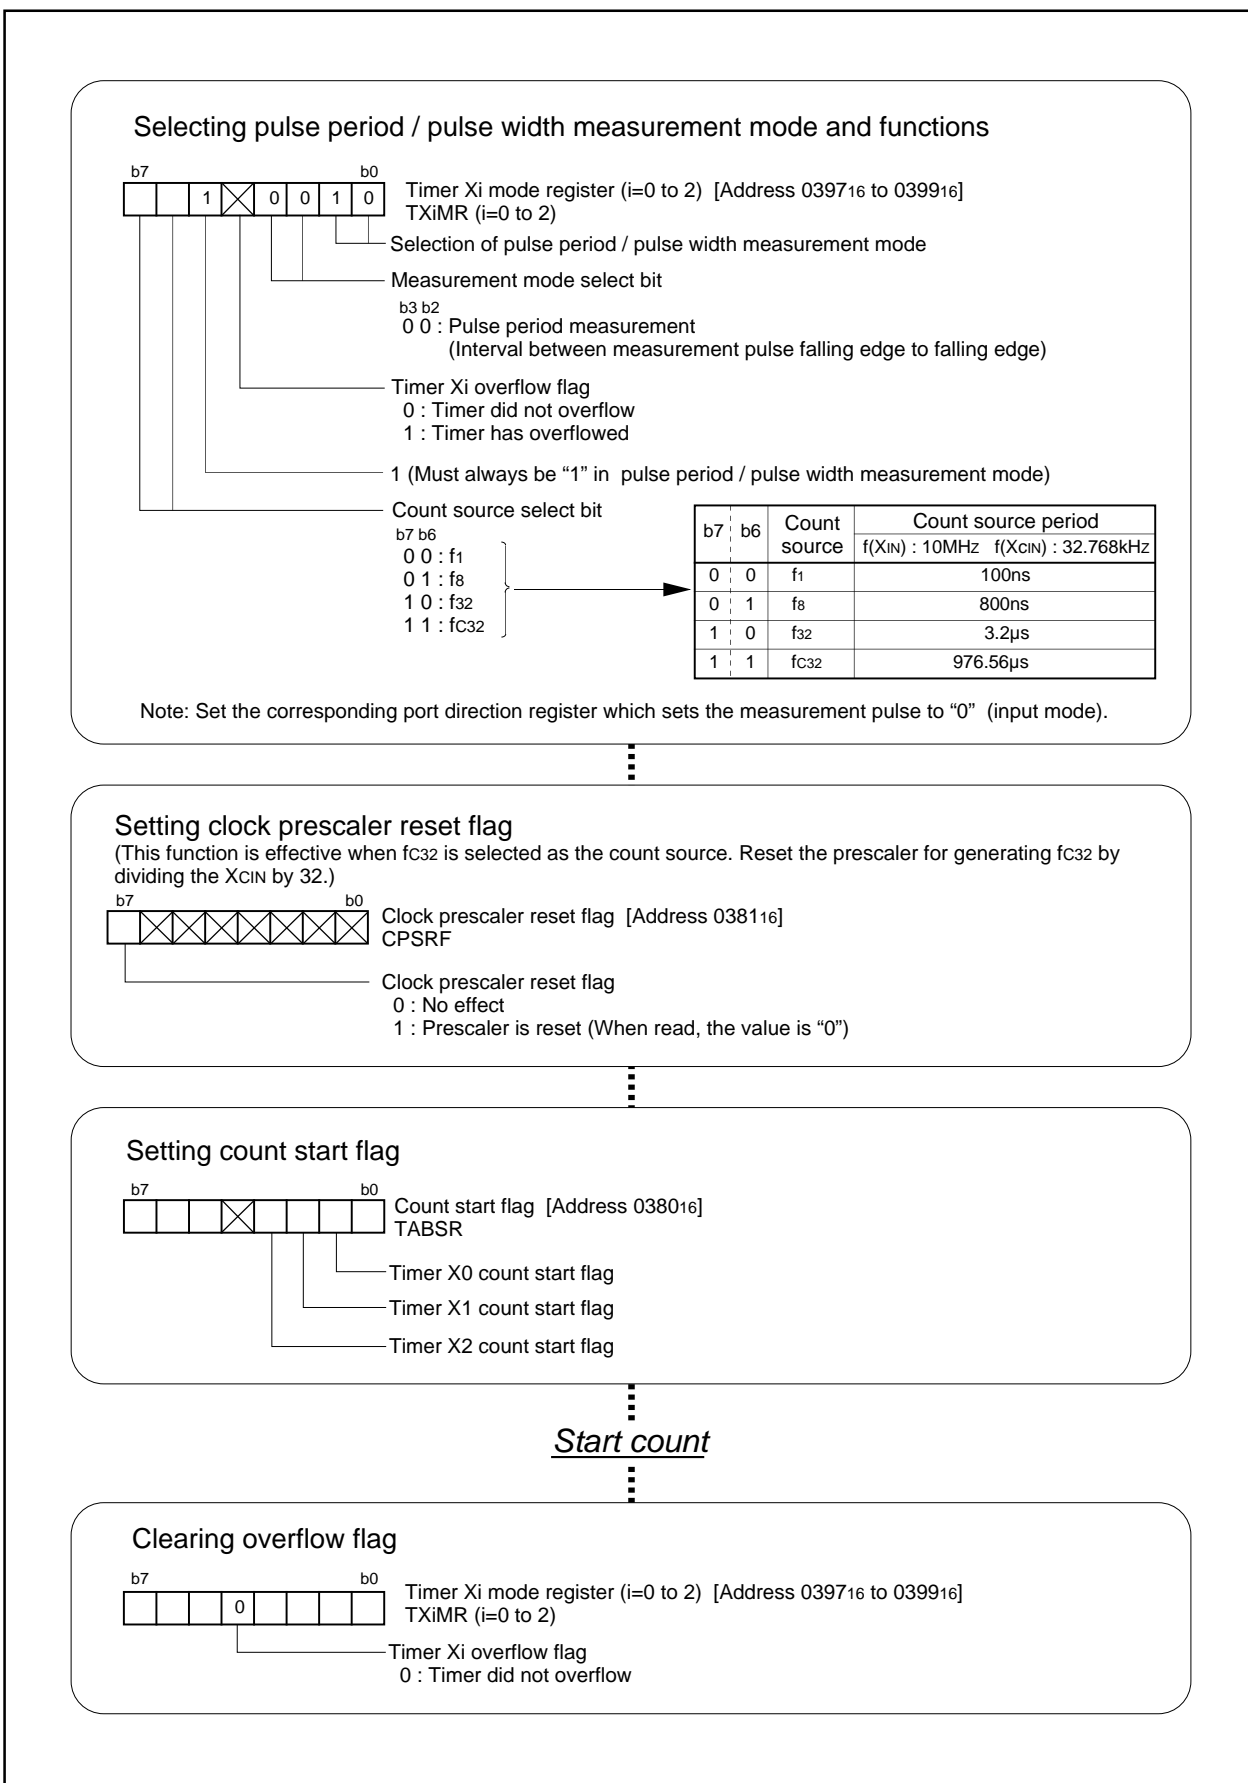 Selecting pulse period / pulse width measurement mode and functions
b7 b0
1 0 0 1 0
Timer Xi mode register (i=0 to 2) [Address 039716 to 039916]
TXiMR (i=0 to 2)
Selection of pulse period / pulse width measurement mode
Measurement mode select bit
b3 b2
0 0 : Pulse period measurement
(Interval between measurement pulse falling edge to falling edge)
Timer Xi overflow flag
0 : Timer did not overflow
1 : Timer has overflowed
1 (Must always be “1” in pulse period / pulse width measurement mode)
Count source select bit
b7 b6
0 0 : f1
0 1 : f8
1 0 : f32
1 1 : fC32
b7 b6 Count source Count source period
f(XIN) : 10MHZ f(XCIN) : 32.768kHZ
0 0 f1 100ns
0 1 f8 800ns
1 0 f32 3.2µs
1 1 fC32 976.56µs
Note: Set the corresponding port direction register which sets the measurement pulse to “0” (input mode).
Setting clock prescaler reset flag
(This function is effective when fC32 is selected as the count source. Reset the prescaler for generating fC32 by
dividing the XCIN by 32.)
b7 b0
Clock prescaler reset flag [Address 038116]
CPSRF
Clock prescaler reset flag
0 : No effect
1 : Prescaler is reset (When read, the value is “0”)
Setting count start flag
b7 b0
Count start flag [Address 038016]
TABSR
Timer X0 count start flag
Timer X1 count start flag
Timer X2 count start flag
Start count
Clearing overflow flag
b7 b0
0
Timer Xi mode register (i=0 to 2) [Address 039716 to 039916]
TXiMR (i=0 to 2)
Timer Xi overflow flag
0 : Timer did not overflow